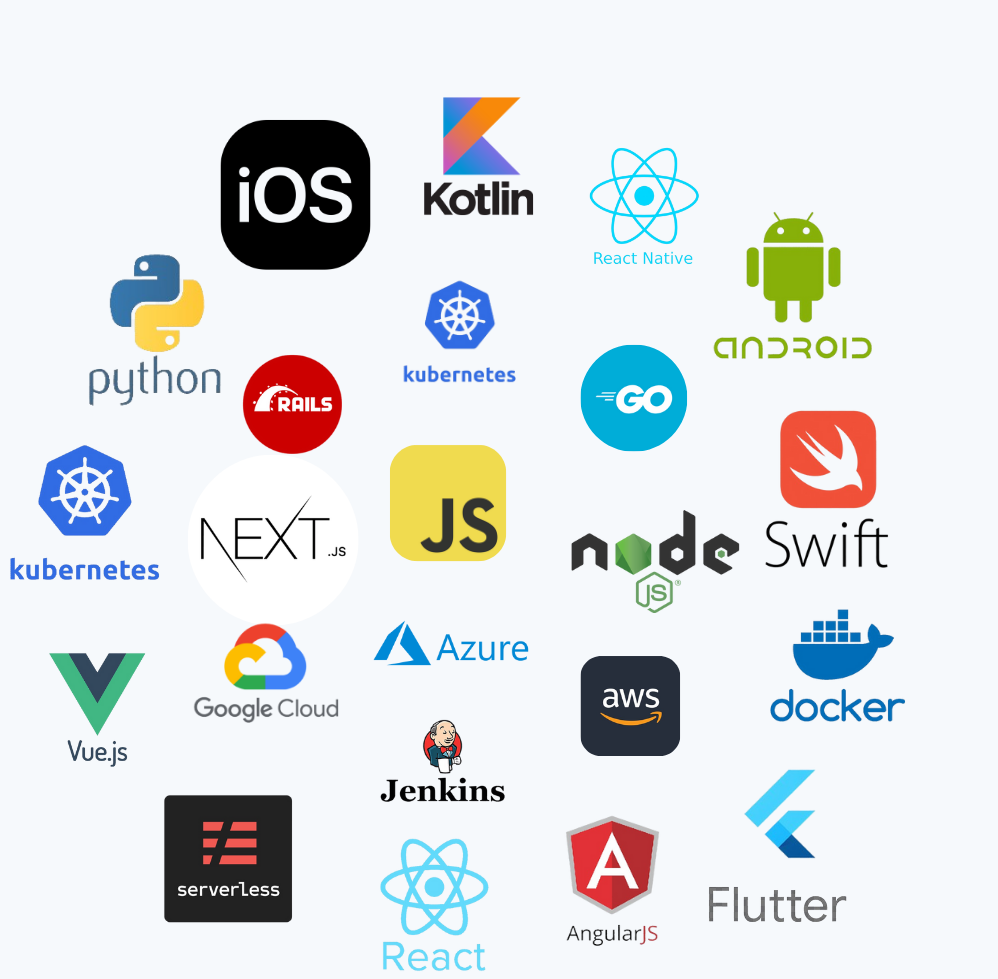 iOS
Kotlin
React Native
ANDROID
python
kubernetes
RAILS
GO
kubernetes
NEXT.JS
JS
node
JS
®
Swift
Vue.js
Google Cloud
Azure
aws
docker
Jenkins
serverless
React
A
AngularJS
Flutter